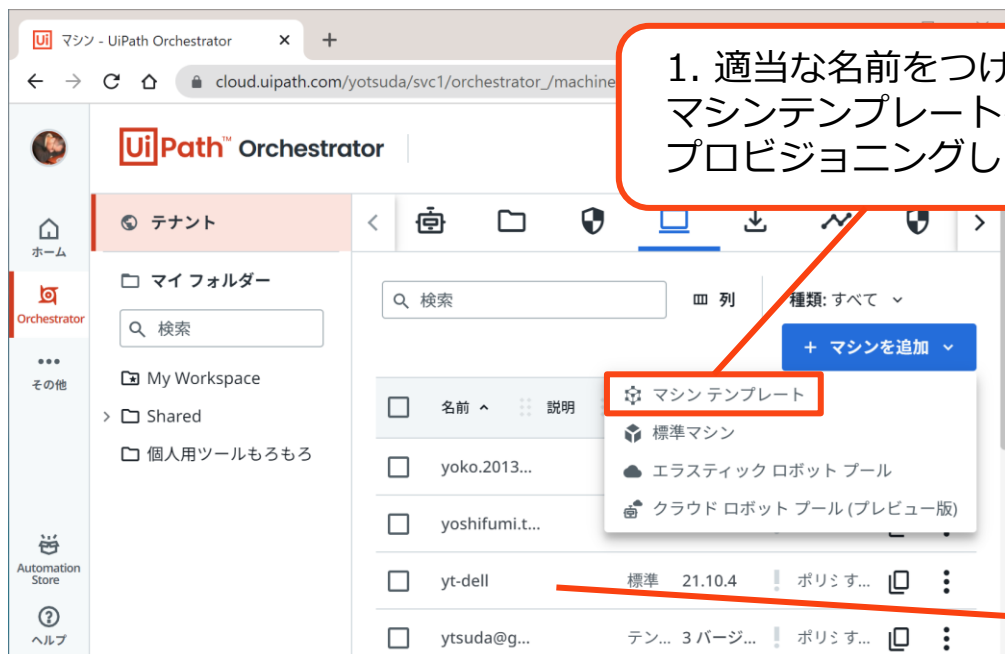 マシン - UiPath Orchestrator
cloud.uipath.com/yotsuda/svc1/orchestrator_/machine
1. 適当な名前をつけ
マシンテンプレート
プロビジョニングし
UiPath™ Orchestrator
ホーム
Orchestrator
その他
Automation
Store
ヘルプ
テナント
マイ フォルダー
検索
My Workspace
Shared
個人用ツールもろもろ
検索
列
種類: すべて
+ マシンを追加
マシン テンプレート
標準マシン
エラスティック ロボット プール
クラウド ロボット プール (プレビュー版)
名前 説明
yoko.2013...
yoshifumi.t...
yt-dell 標準 21.10.4 ポリシ す...
ytsuda@g... テン... 3 バージ... ポリシ す...